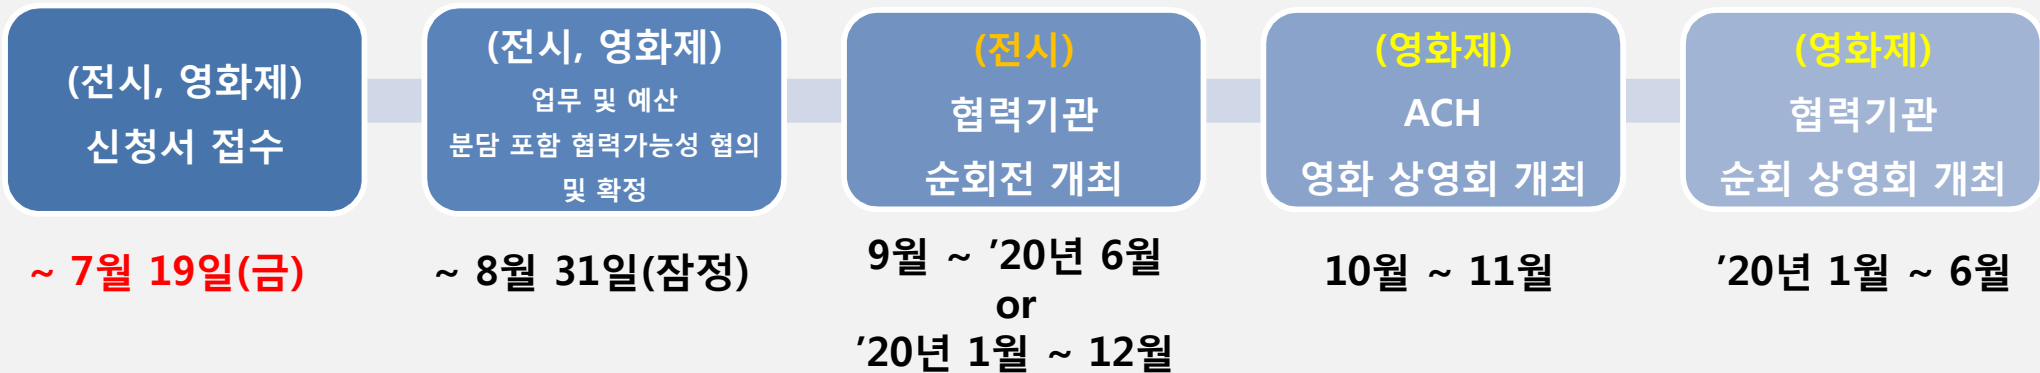 (전시, 영화제)
신청서 접수
~ 7월 19일(금)
(전시, 영화제)
업무 및 예산
분담 포함 협력가능성 협의
및 확정
~ 8월 31일(잠정)
(전시)
협력기관
순회전 개최
9월 ~ ’20년 6월
or
’20년 1월 ~ 12월
(영화제)
ACH
영화 상영회 개최
10월 ~ 11월
(영화제)
협력기관
순회 상영회 개최
’20년 1월 ~ 6월